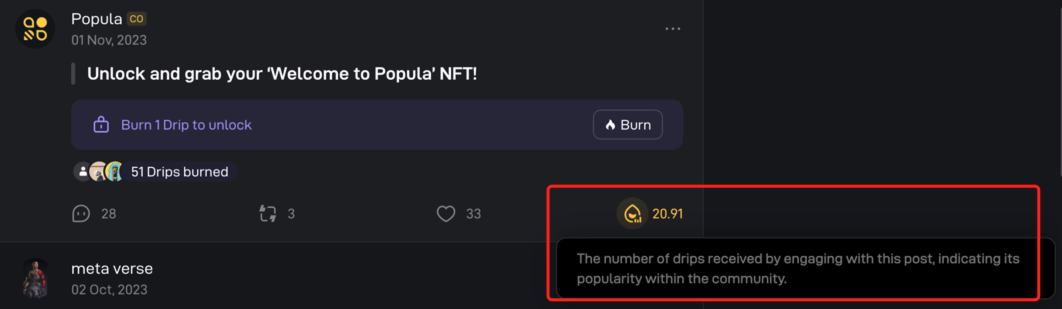 Popula CO
01 Nov, 2023
Unlock and grab your ‘Welcome to Popula’ NFT!
Burn 1 Drip to unlock
Burn
51 Drips burned
28
3
33
20.91
The number of drips received by engaging with this post, indicating its
popularity within the community.
meta verse
02 Oct, 2023